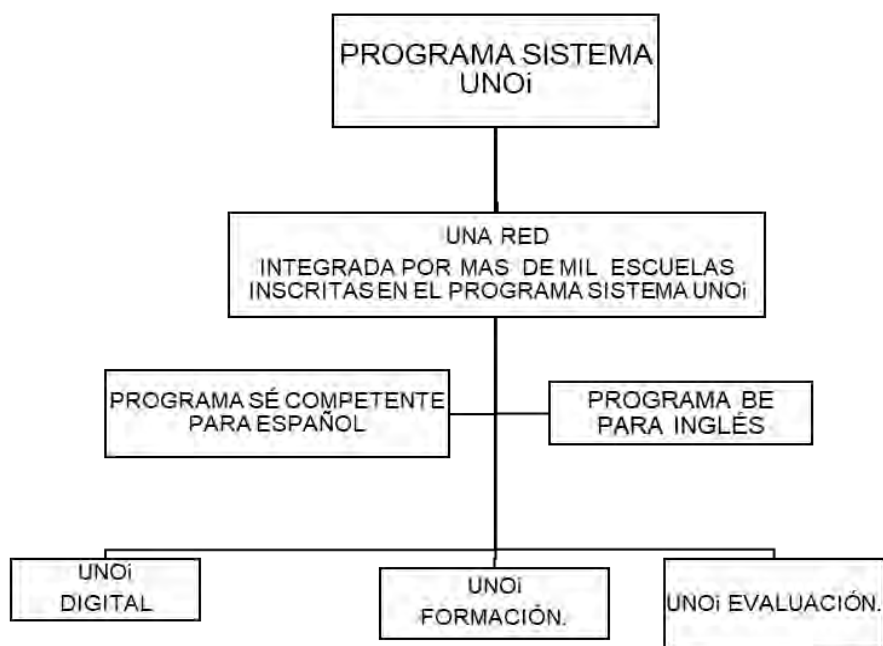 PROGRAMA SISTEMA
UNOi
UNA RED
INTEGRADA POR MAS DE MIL ESCUELAS
INSCRITAS EN EL PROGRAMA SISTEMA UNOi
PROGRAMA SÉ COMPETENTE
PARA ESPAÑOL
PROGRAMA BE
PARA INGLÉS
UNOi
DIGITAL
UNOi
FORMACIÓN.
UNOi EVALUACIÓN.